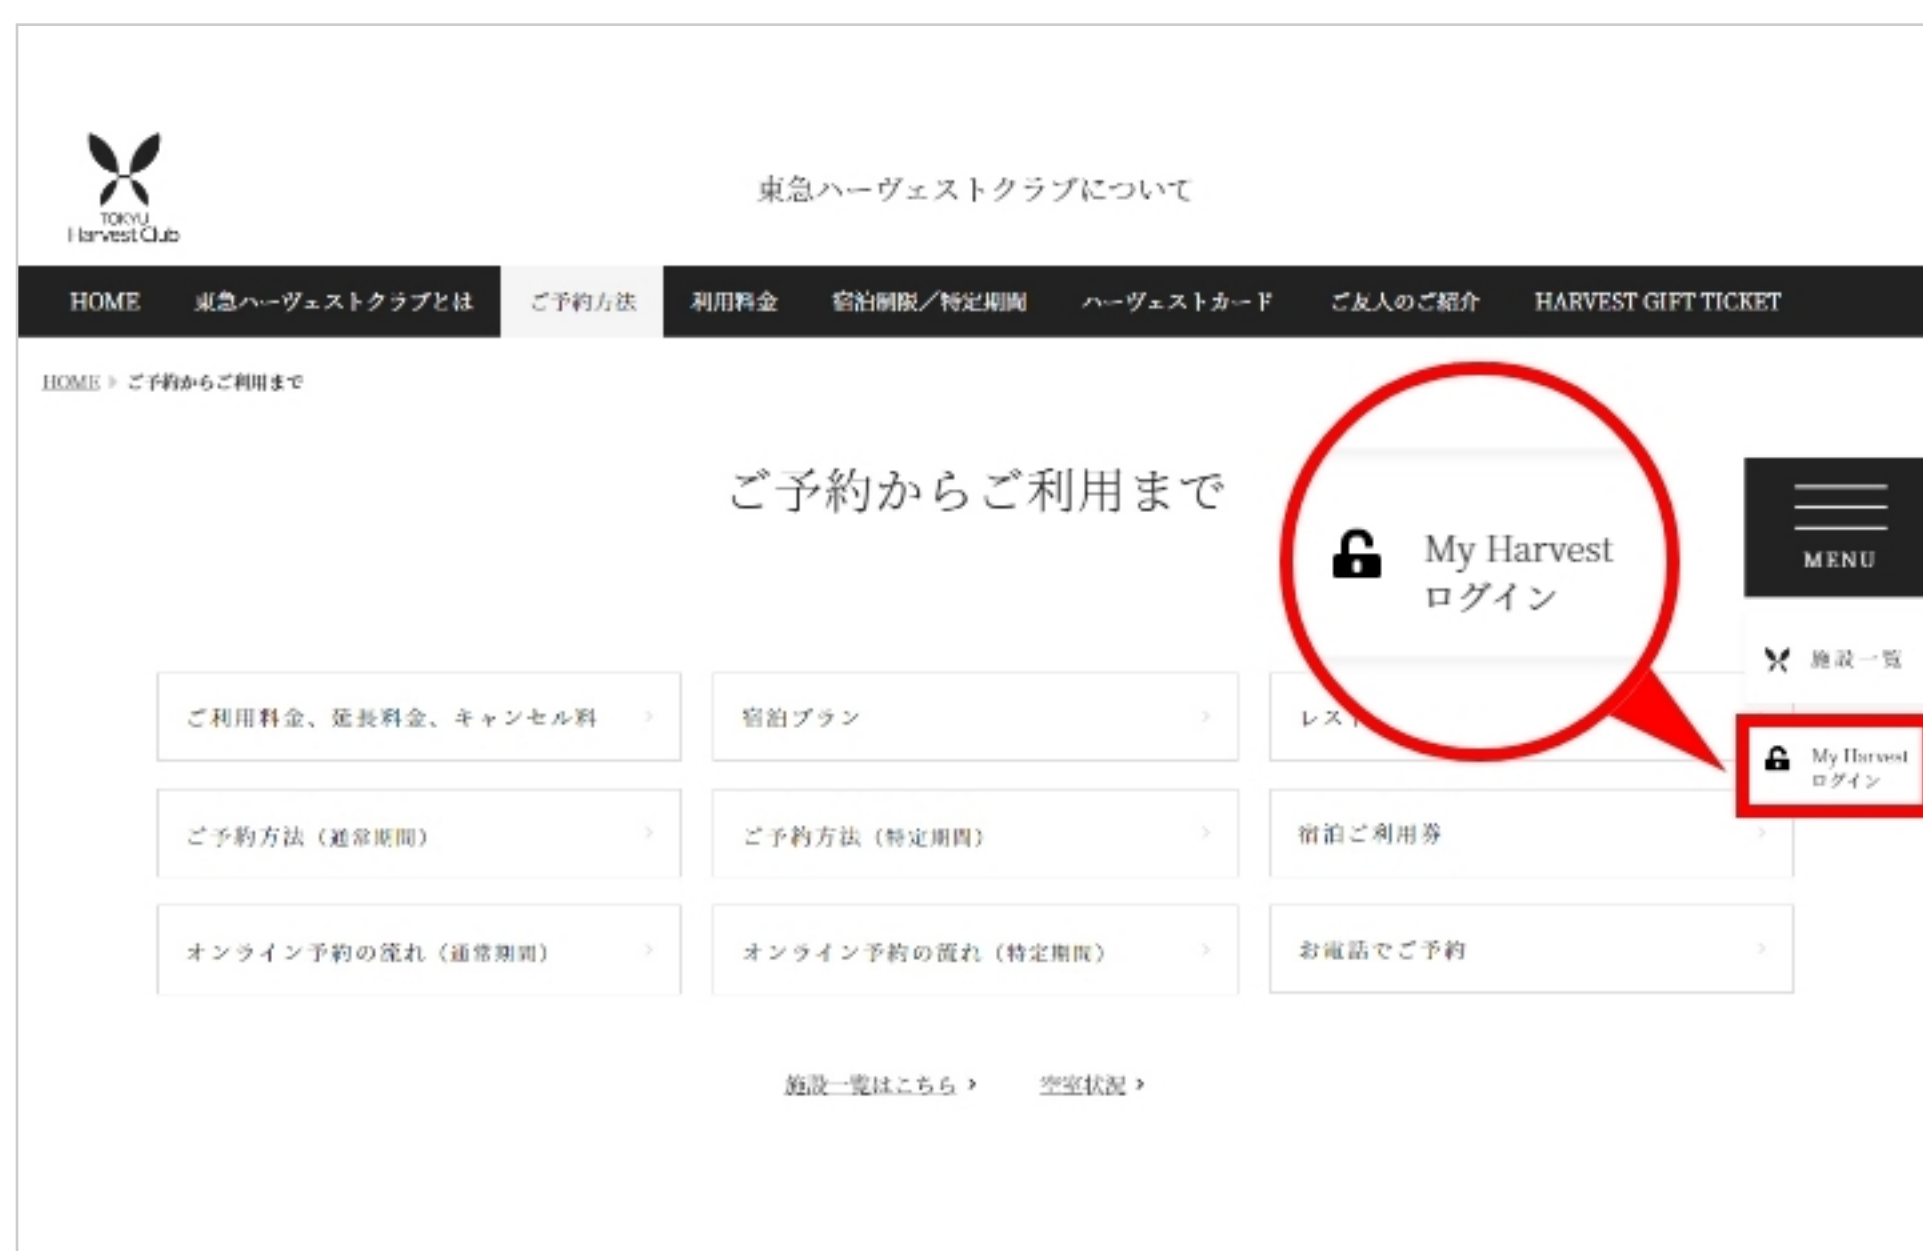 TOKYU
Harvest Club
東急ハーヴェストクラブについて
HOME 東急ハーヴェストクラブとは ご予約方法 利用料金 宿泊制限／特定期間 ハーヴェストカード ご友人のご紹介 HARVEST GIFT TICKET
HOME ご予約からご利用まで
ご予約からご利用まで
My Harvest
ログイン
MENU
施設一覧
My Harvest
ログイン
ご利用料金、延長料金、キャンセル料
宿泊プラン
レスト
ご予約方法（通常期間）
ご予約方法（特定期間）
宿泊ご利用券
オンライン予約の流れ（通常期間）
オンライン予約の流れ（特定期間）
お電話でご予約
施設一覧はこちら
空室状況